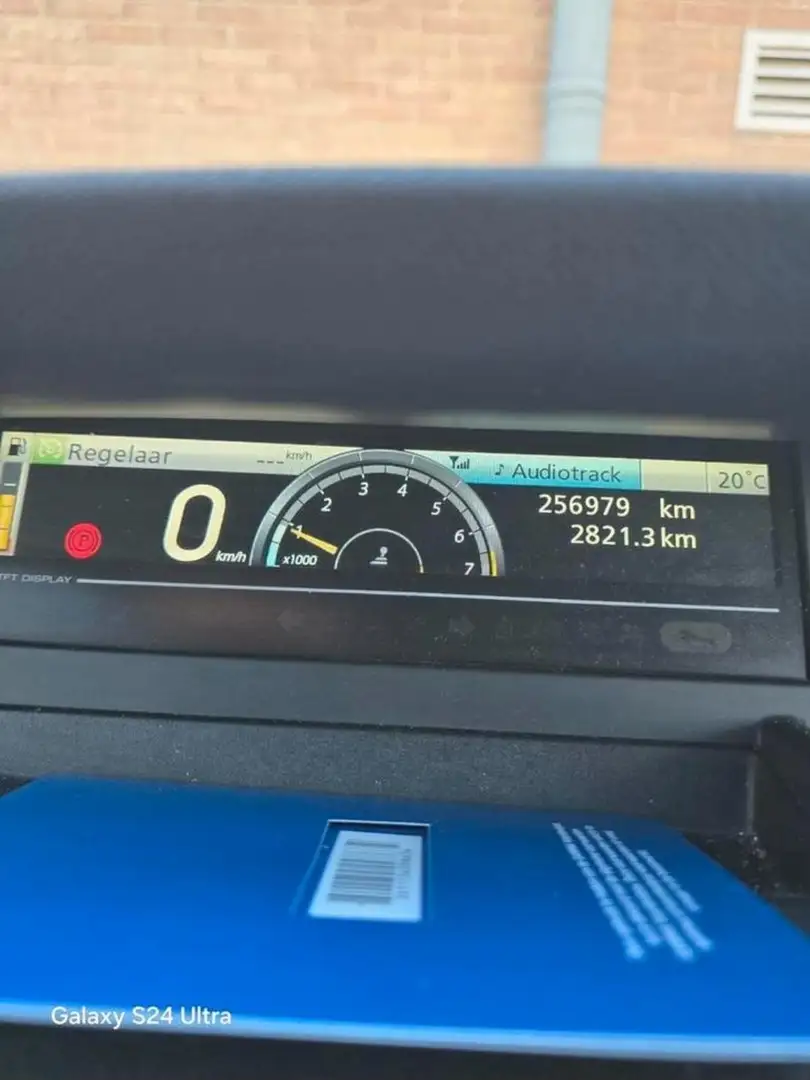 Regelaar
--- km/h
Audiotrack
20°C
256979 km
2821.3 km
P
0 km/h
1 2 3 4 5 6 7
x1000
TFT DISPLAY
Galaxy S24 Ultra